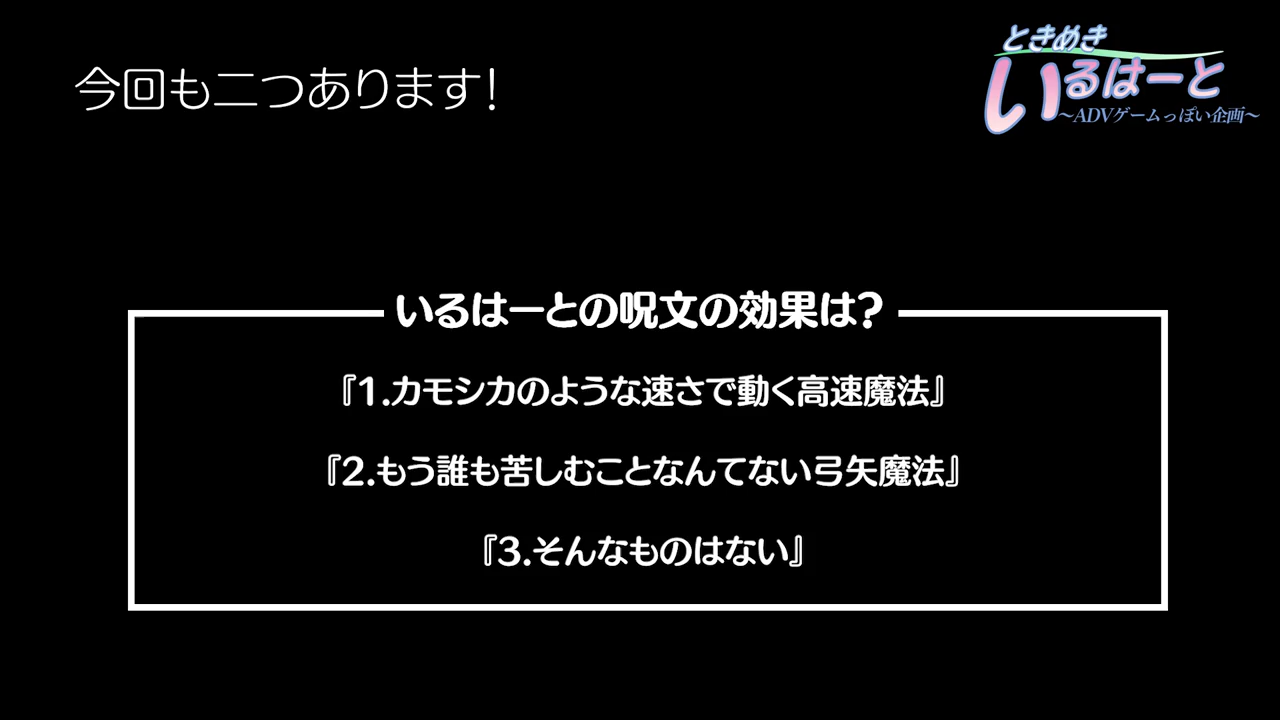 今回も二つあります!
ときめき
いるはーと
～ADVゲームっぽい企画～
いるはーとの呪文の効果は?
『1.カモシカのような速さで動く高速魔法』
『2.もう誰も苦しむことなんてない弓矢魔法』
『3.そんなものはない』